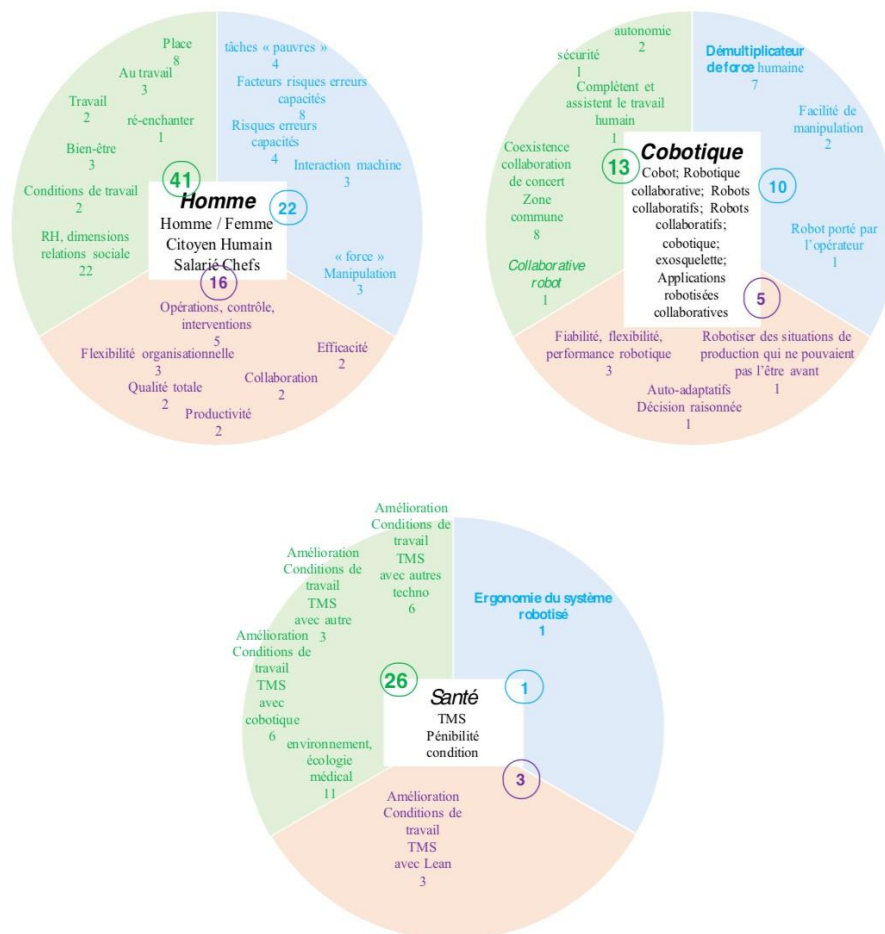 Place
8
Au travail
3
Travail
2
ré-enchanter
1
Bien-être
3
Conditions de travail
2
RH, dimensions
relations sociale
22
41
tâches « pauvres »
4
Facteurs risques erreurs
capacités
8
Risques erreurs
capacités
4
Interaction machine
3
« force »
Manipulation
3
22
Homme
Homme / Femme
Citoyen Humain
Salarié Chefs
16
Opérations, contrôle,
interventions
5
Flexibilité organisationnelle
3
Efficacité
2
Qualité totale
2
Collaboration
2
Productivité
2
autonomie
2
sécurité
1
Complètent et
assistent le travail
humain
1
Coexistence
collaboration
de concert
Zone
commune
8
Collaborative
robot
1
13
Démultiplicateur
de force humaine
7
Facilité de
manipulation
2
Robot porté par
l’opérateur
1
10
Cobotique
Cobot; Robotique
collaborative; Robots
collaboratifs; Robots
collaboratifs;
cobotique;
exosquelette;
Applications
robotisées
collaboratives
5
Fiabilité, flexibilité,
performance robotique
3
Robotiser des situations de
production qui ne pouvaient
pas l’être avant
1
Auto-adaptatifs
Décision raisonnée
1
Amélioration
Conditions de
travail
TMS
avec autres
techno
6
Amélioration
Conditions de
travail
TMS
avec autre
3
Amélioration
Conditions de
travail
TMS
avec
cobotique
6
environnement,
écologie
médical
11
26
Ergonomie du système
robotisé
1
1
Santé
TMS
Pénibilité
condition
3
Amélioration
Conditions de
travail
TMS
avec Lean
3